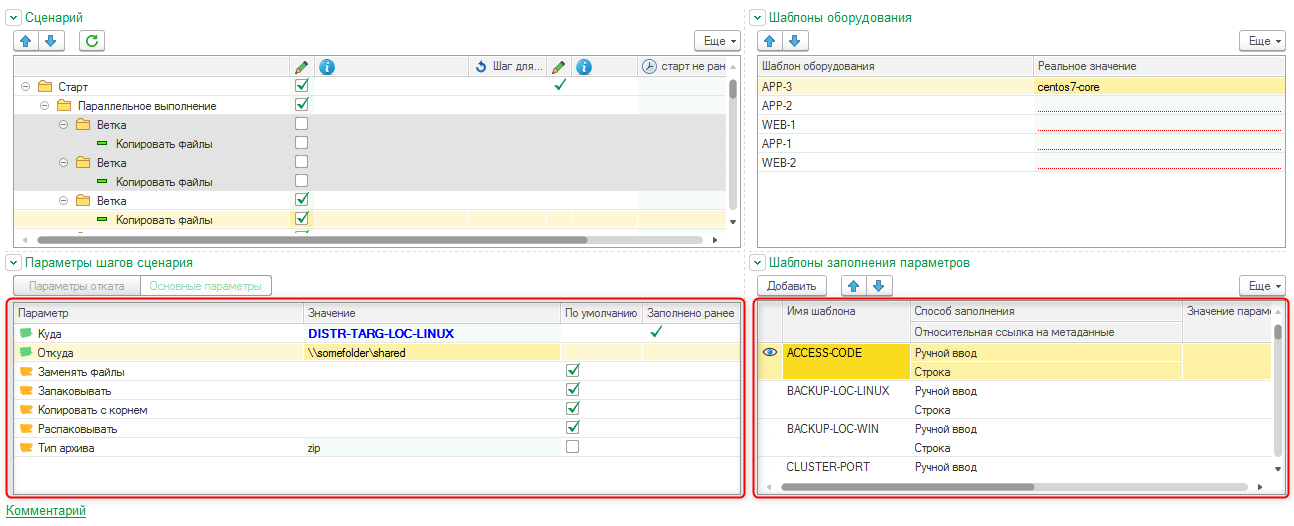 Сценарий
Еще
Шаг для...
старт не ран
Старт
Параллельное выполнение
Ветка
Копировать файлы
Ветка
Копировать файлы
Ветка
Копировать файлы
Шаблоны оборудования
Еще
Шаблон оборудования Реальное значение
APP-3 centos7-core
APP-2
WEB-1
APP-1
WEB-2
Параметры шагов сценария
Параметры отката Основные параметры
Параметр Значение По умолчанию Заполнено ранее
Куда DISTR-TARG-LOC-LINUX
Откуда \\somefolder\shared
Заменять файлы
Запаковывать
Копировать с корнем
Распаковывать
Тип архива zip
Шаблоны заполнения параметров
Добавить Еще
Имя шаблона Способ заполнения Значение параме
Относительная ссылка на метаданные
ACCESS-CODE Ручной ввод
Строка
BACKUP-LOC-LINUX Ручной ввод
Строка
BACKUP-LOC-WIN Ручной ввод
Строка
CLUSTER-PORT Ручной ввод
Комментарий